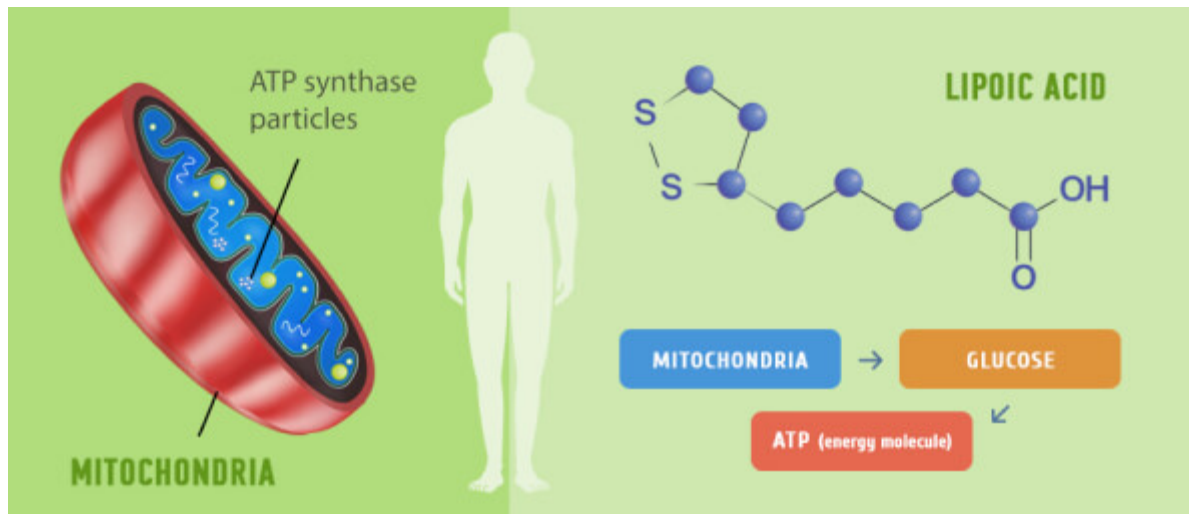 ATP synthase
particles
MITOCHONDRIA
LIPOIC ACID
S
S
OH
O
MITOCHONDRIA → GLUCOSE
ATP (energy molecule)